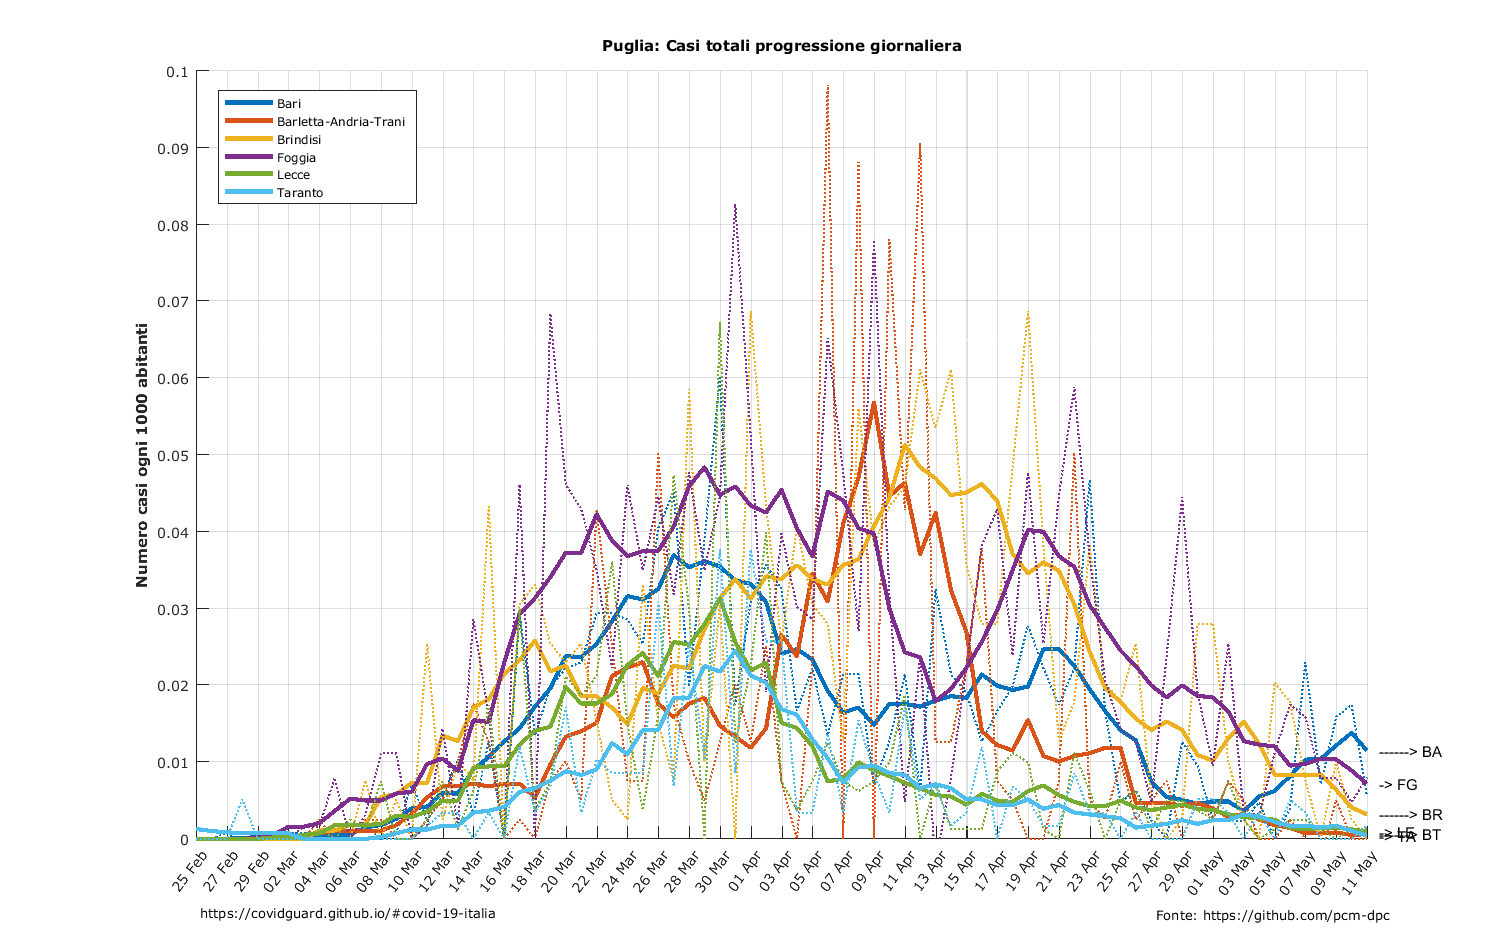 Puglia: Casi totali progressione giornaliera
Numero casi ogni 1000 abitanti
0.1
0.09
0.08
0.07
0.06
0.05
0.04
0.03
0.02
0.01
0
Bari
Barletta-Andria-Trani
Brindisi
Foggia
Lecce
Taranto
------> BA
-> FG
------> BR
-> LE
------> BT
-> TA
25 Feb
27 Feb
29 Feb
02 Mar
04 Mar
06 Mar
08 Mar
10 Mar
12 Mar
14 Mar
16 Mar
18 Mar
20 Mar
22 Mar
24 Mar
26 Mar
28 Mar
30 Mar
01 Apr
03 Apr
05 Apr
07 Apr
09 Apr
11 Apr
13 Apr
15 Apr
17 Apr
19 Apr
21 Apr
23 Apr
25 Apr
27 Apr
29 Apr
01 May
03 May
05 May
07 May
09 May
11 May
https://covidguard.github.io/#covid-19-italia
Fonte: https://github.com/pcm-dpc